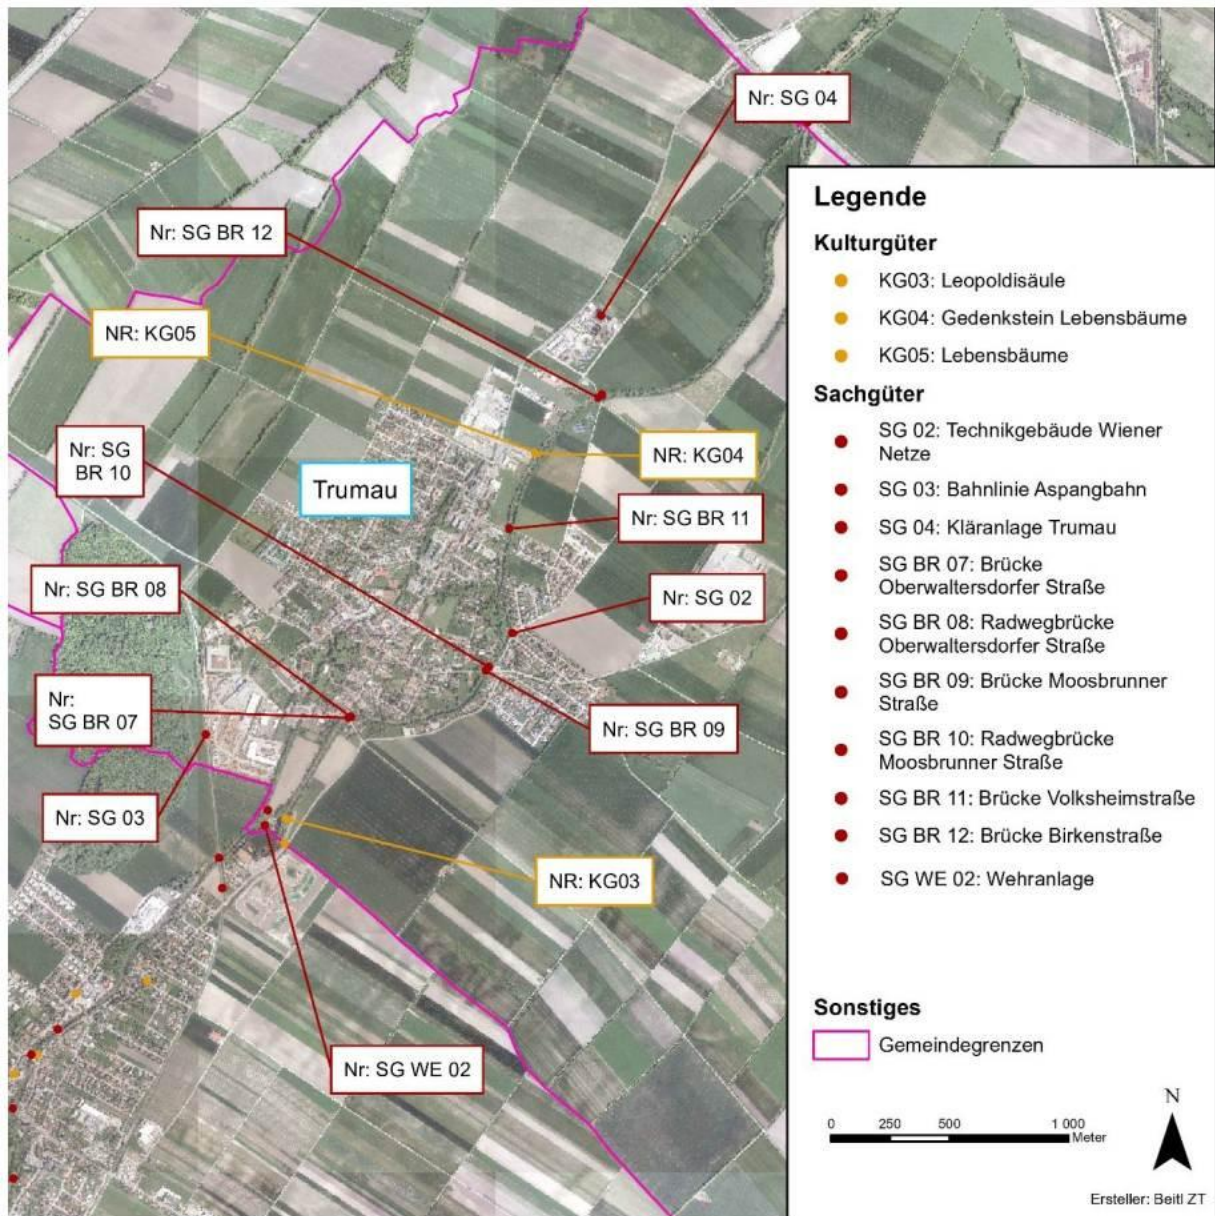 Nr: SG 04
Nr: SG BR 12
NR: KG05
Nr: SG
BR 10
Trumau
NR: KG04
Nr: SG BR 11
Nr: SG BR 08
Nr: SG 02
Nr:
SG BR 07
Nr: SG BR 09
Nr: SG 03
NR: KG03
Nr: SG WE 02
Legende
Kulturgüter
KG03: Leopoldisäule
KG04: Gedenkstein Lebensbäume
KG05: Lebensbäume
Sachgüter
SG 02: Technikgebäude Wiener
Netze
SG 03: Bahnlinie Aspangbahn
SG 04: Kläranlage Trumau
SG BR 07: Brücke
Oberwaltersdorfer Straße
SG BR 08: Radwegbrücke
Oberwaltersdorfer Straße
SG BR 09: Brücke Moosbrunner
Straße
SG BR 10: Radwegbrücke
Moosbrunner Straße
SG BR 11: Brücke Volksheimstraße
SG BR 12: Brücke Birkenstraße
SG WE 02: Wehranlage
Sonstiges
Gemeindegrenzen
N
0 250 500 1 000
Meter
Ersteller: Beitl ZT